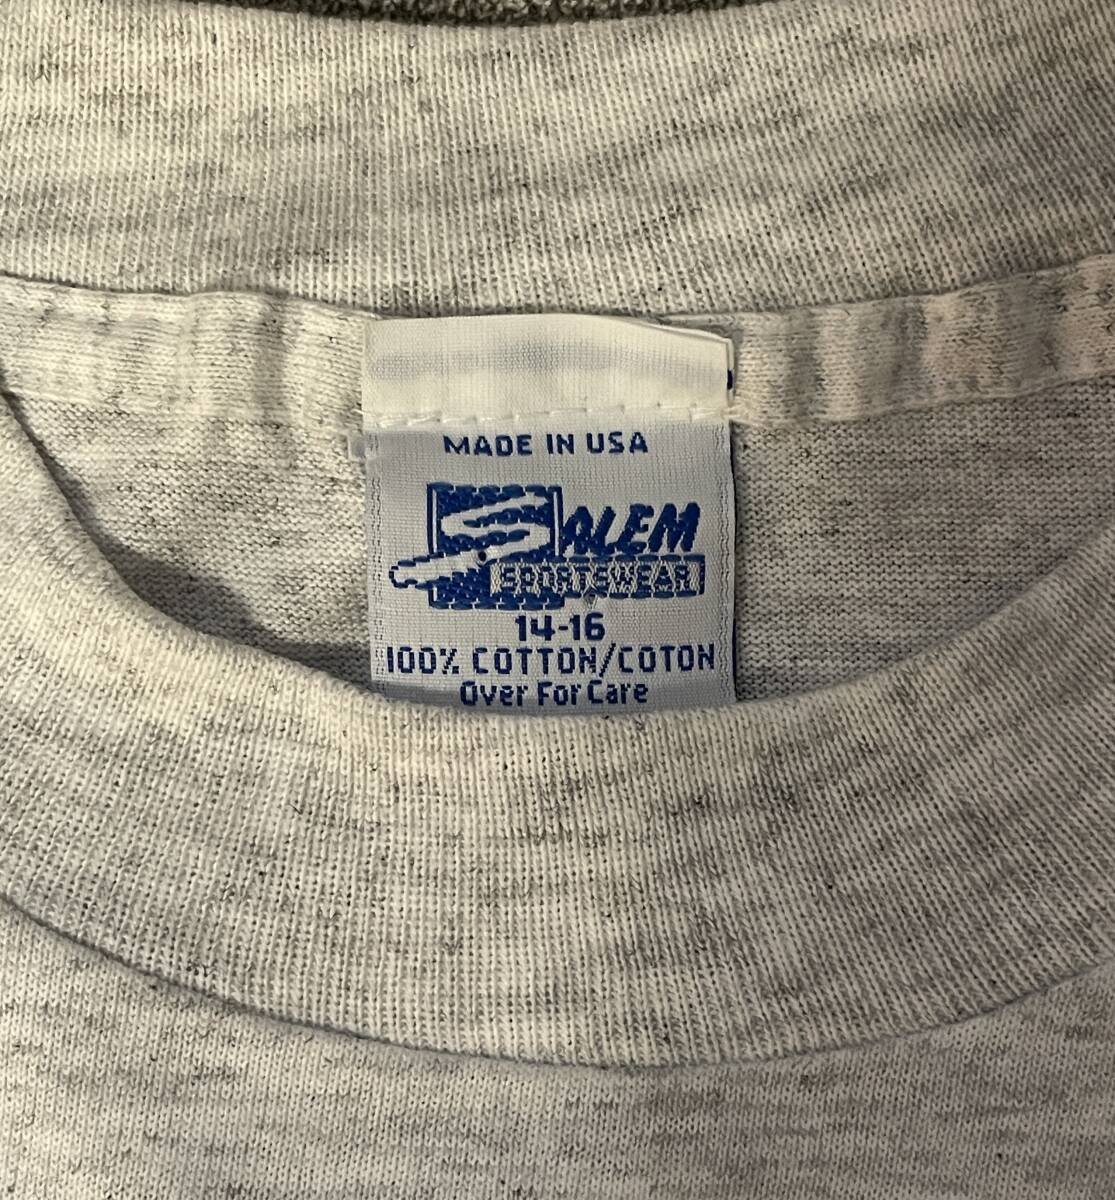 MADE IN USA
SALEM
SPORTSWEAR
14-16
100% COTTON/COTON
Over For Care